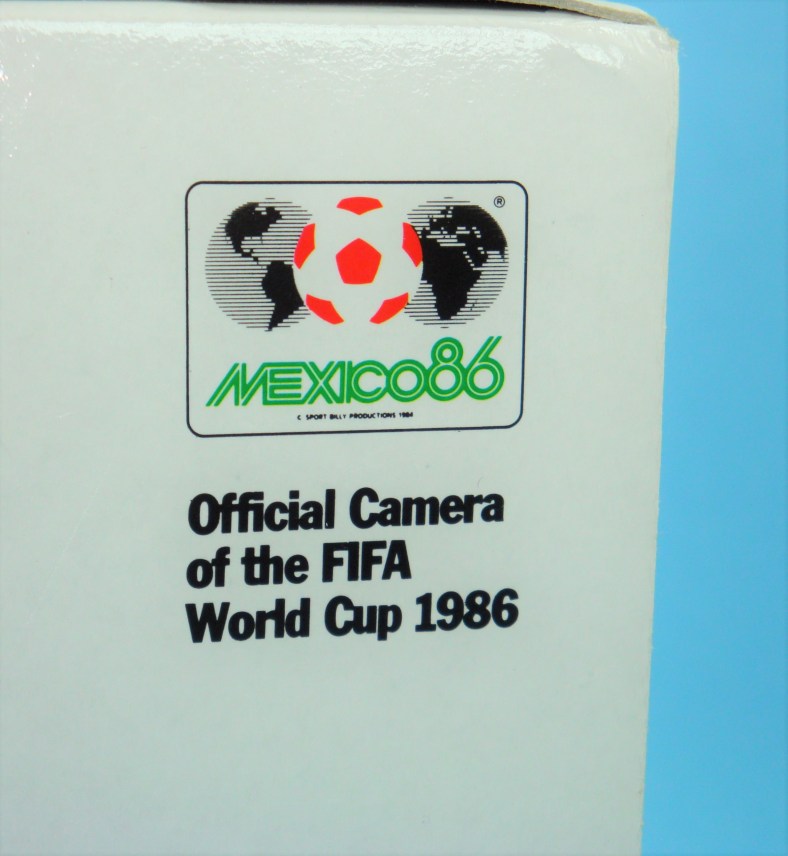 ®
MEXICO86
C SPORT BILLY PRODUCTIONS 1984
Official Camera
of the FIFA
World Cup 1986